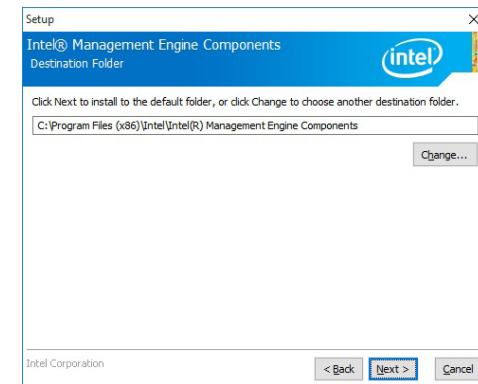 Setup
Intel® Management Engine Components
Destination Folder
intel
Click Next to install to the default folder, or click Change to choose another destination folder.
C:\Program Files (x86)\Intel\Intel(R) Management Engine Components
Change...
Intel Corporation
< Back Next > Cancel